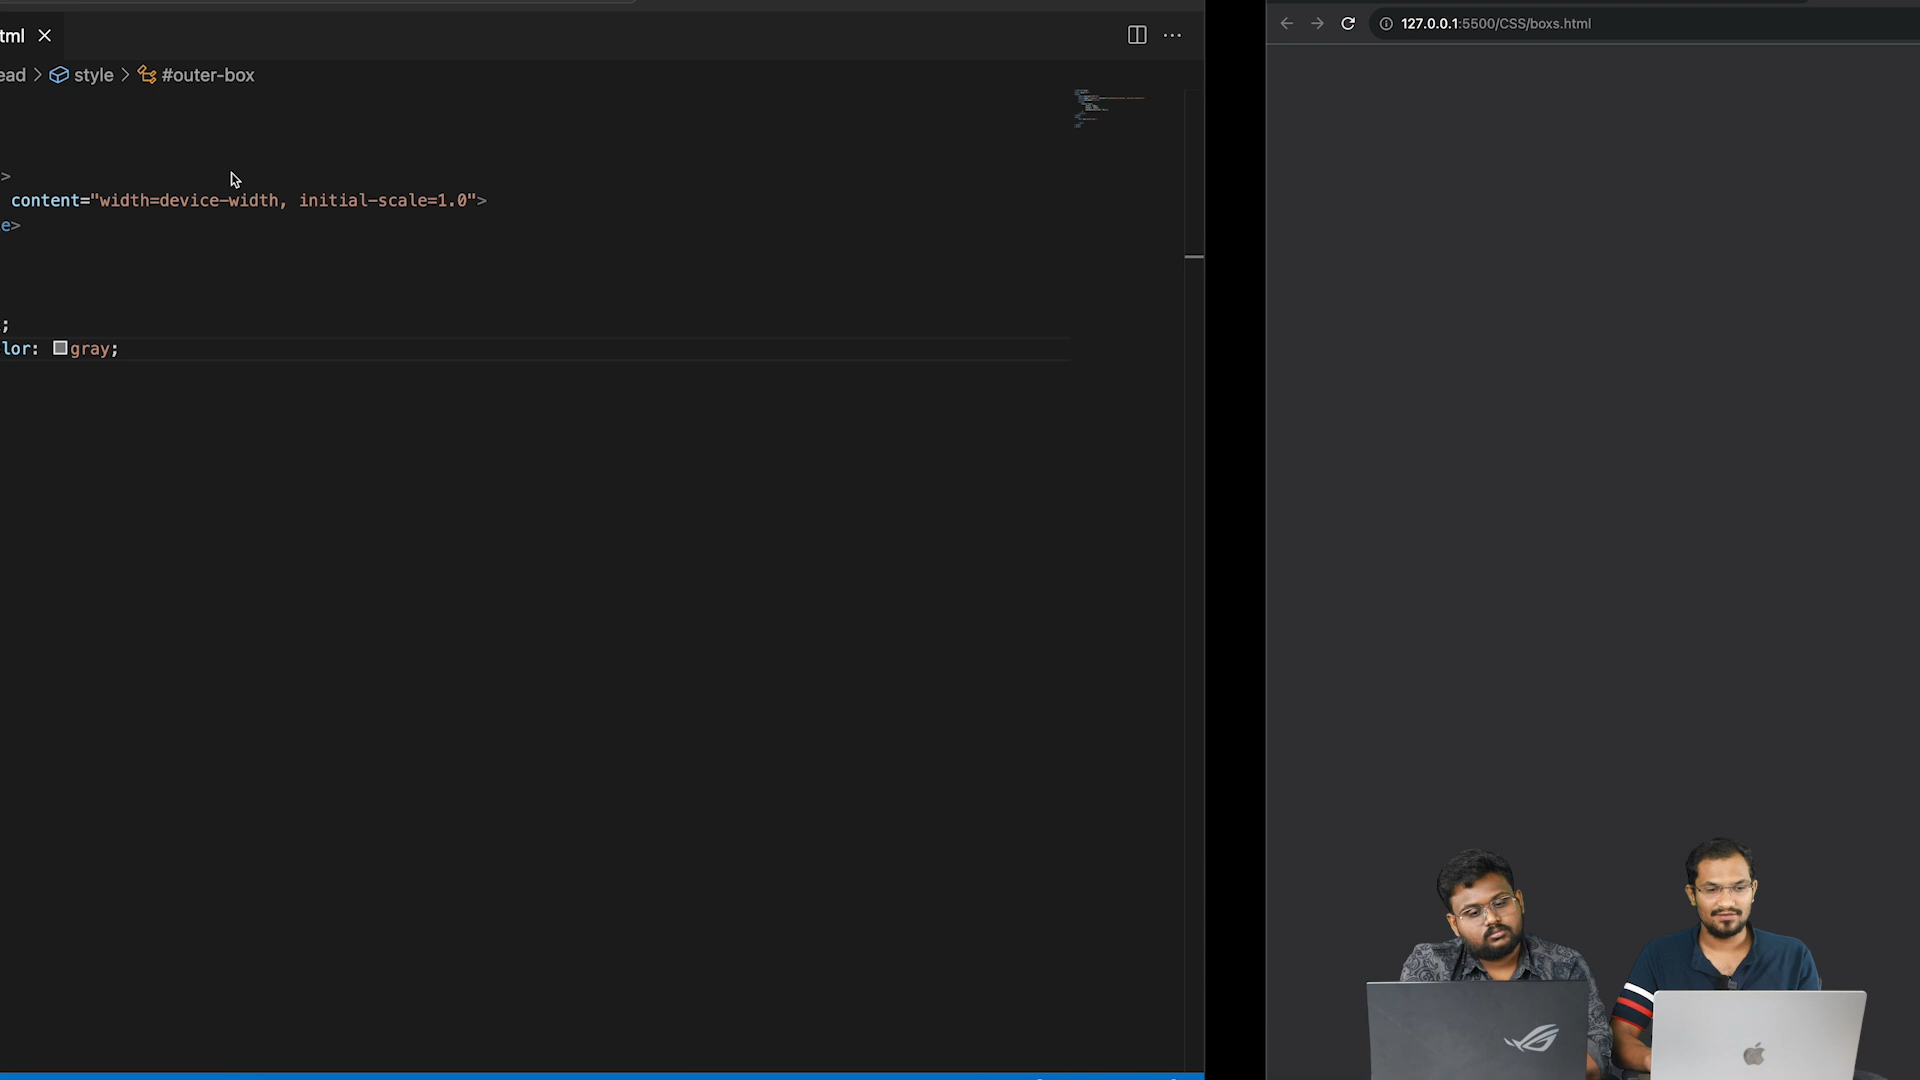 tml
ead > style > #outer-box
>
content="width=device-width, initial-scale=1.0">
e>
;
lor: gray;
127.0.0.1:5500/CSS/boxs.html